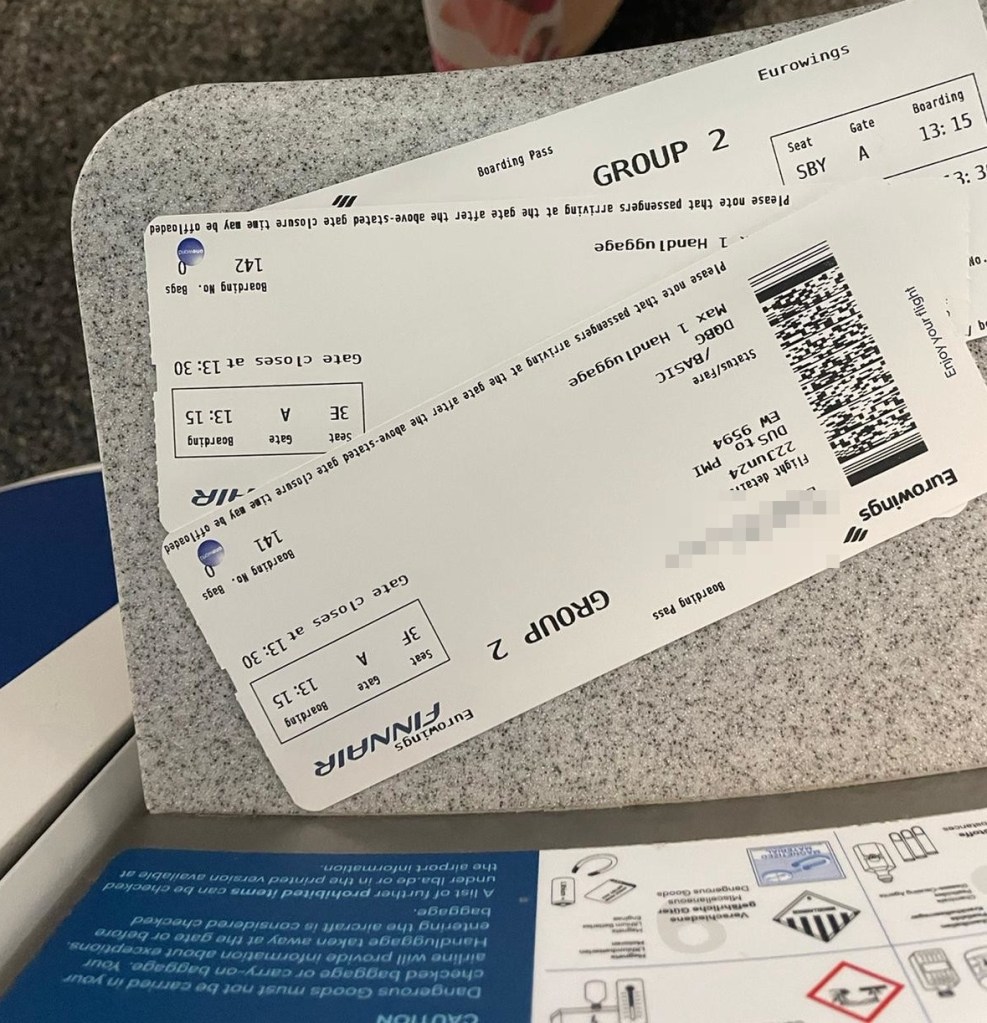 Eurowings
Boarding Pass
GROUP 2
Seat Gate Boarding
SBY A 13:15
Please note that passengers arriving at the gate after the above-stated gate closure time may be offloaded
1 Handluggage
Boarding No. Bags
142 0
Gate closes at 13:30
Seat Gate Boarding
3E A 13:15
Please note that passengers arriving at the gate after the above-stated gate closure time may be offloaded
Max 1 Handluggage
DQBG
/BASIC
Status/Fare
EW 9594
DUS to PMI
22Jun24
Flight
Enjoy your flight
Eurowings
Boarding Pass
GROUP 2
Boarding No. Bags
141 0
Gate closes at 13:30
Seat Gate Boarding
3F A 13:15
Eurowings
FINNAIR
CAUTION
Dangerous Goods must not be carried in your
checked baggage or carry-on baggage. Your
airline will provide information about exceptions.
Handluggage taken away at the gate or before
entering the aircraft is considered checked
baggage.
A list of further prohibited items can be checked
under lba.de or in the printed version available at
the airport information.
Verschiedene
gefährliche Güter
Miscellaneous
Dangerous Goods